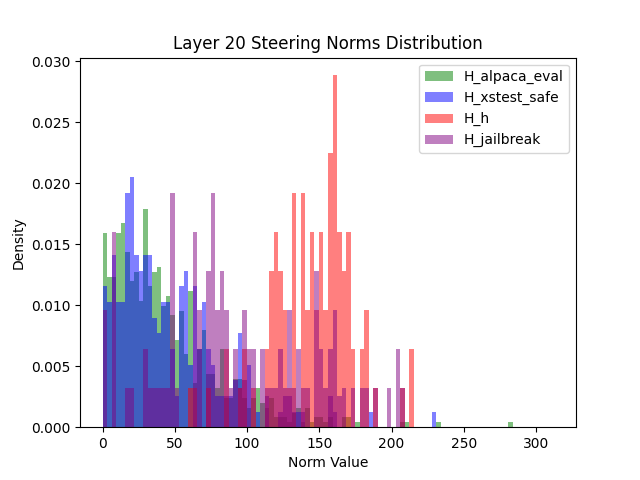 Layer 20 Steering Norms Distribution
H_alpaca_eval
H_xstest_safe
H_h
H_jailbreak
0.030
0.025
0.020
0.015
0.010
0.005
0.000
Density
0 50 100 150 200 250 300
Norm Value